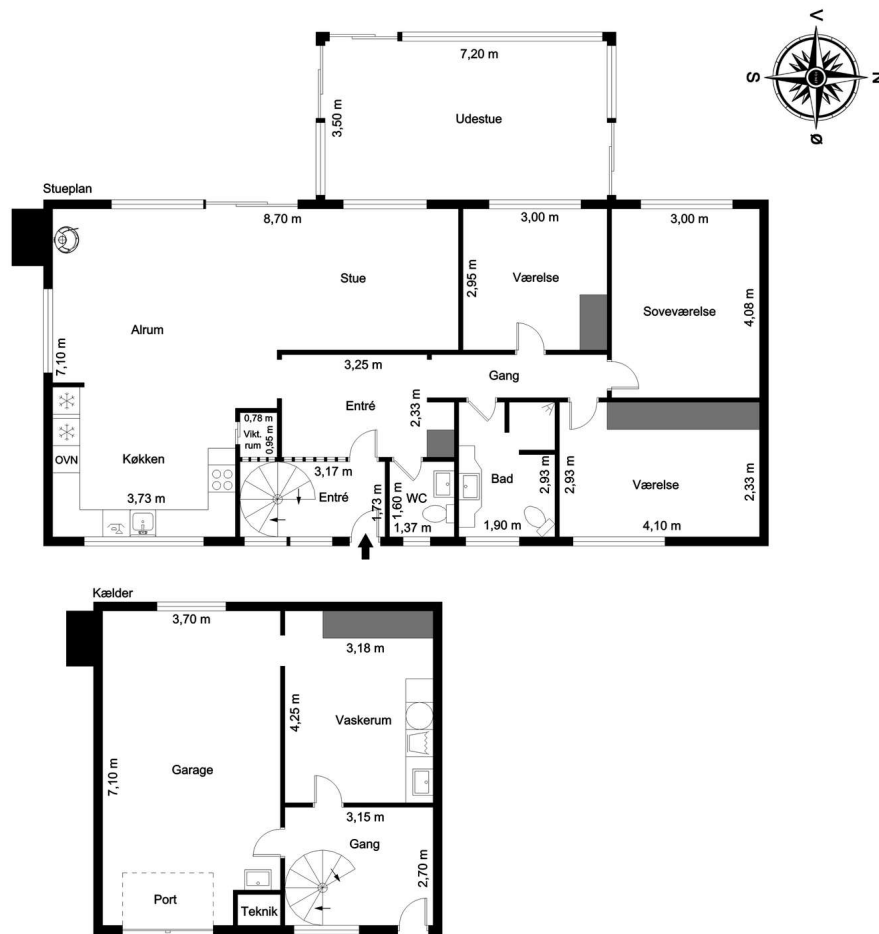 V
S
N
Ø
7,20 m
3,50 m
Udestue
Stueplan
8,70 m
3,00 m
3,00 m
Stue
2,95 m
Værelse
Soveværelse
4,08 m
Alrum
7,10 m
3,25 m
Gang
Entré
2,33 m
0,78 m
Vikt.
rum
0,95 m
OVN
Køkken
3,73 m
3,17 m
Entré
1,73 m
1,60 m
WC
1,37 m
Bad
2,93 m
1,90 m
2,93 m
Værelse
2,33 m
4,10 m
Kælder
3,70 m
3,18 m
4,25 m
Vaskerum
7,10 m
Garage
3,15 m
Gang
2,70 m
Port
Teknik